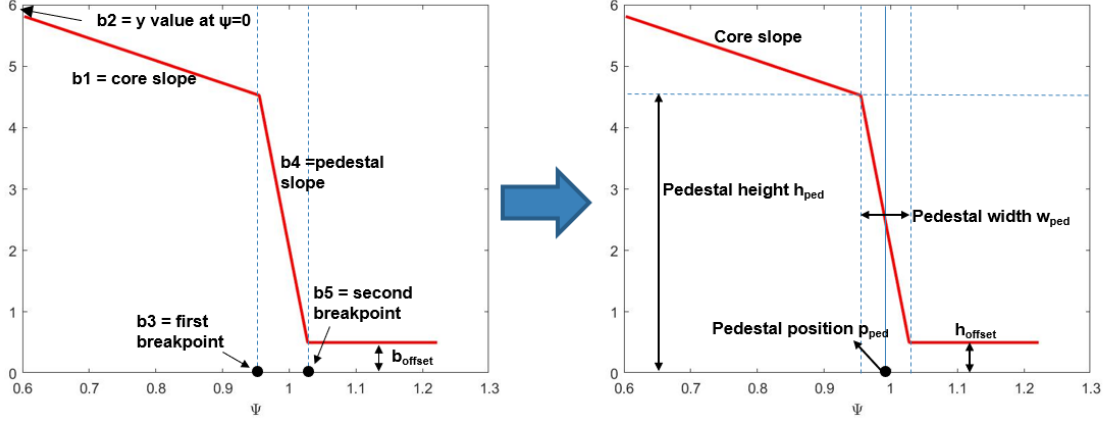 6
b2 = y value at ψ=0
5
b1 = core slope
4
b4 =pedestal
slope
3
2
b5 = second
breakpoint
b3 = first
breakpoint
1
b_offset
0
0.6 0.7 0.8 0.9 1 1.1 1.2 1.3
Ψ
6
Core slope
5
4
Pedestal height h_ped
3
Pedestal width w_ped
2
Pedestal position p_ped
h_offset
1
0
0.6 0.7 0.8 0.9 1 1.1 1.2 1.3
Ψ